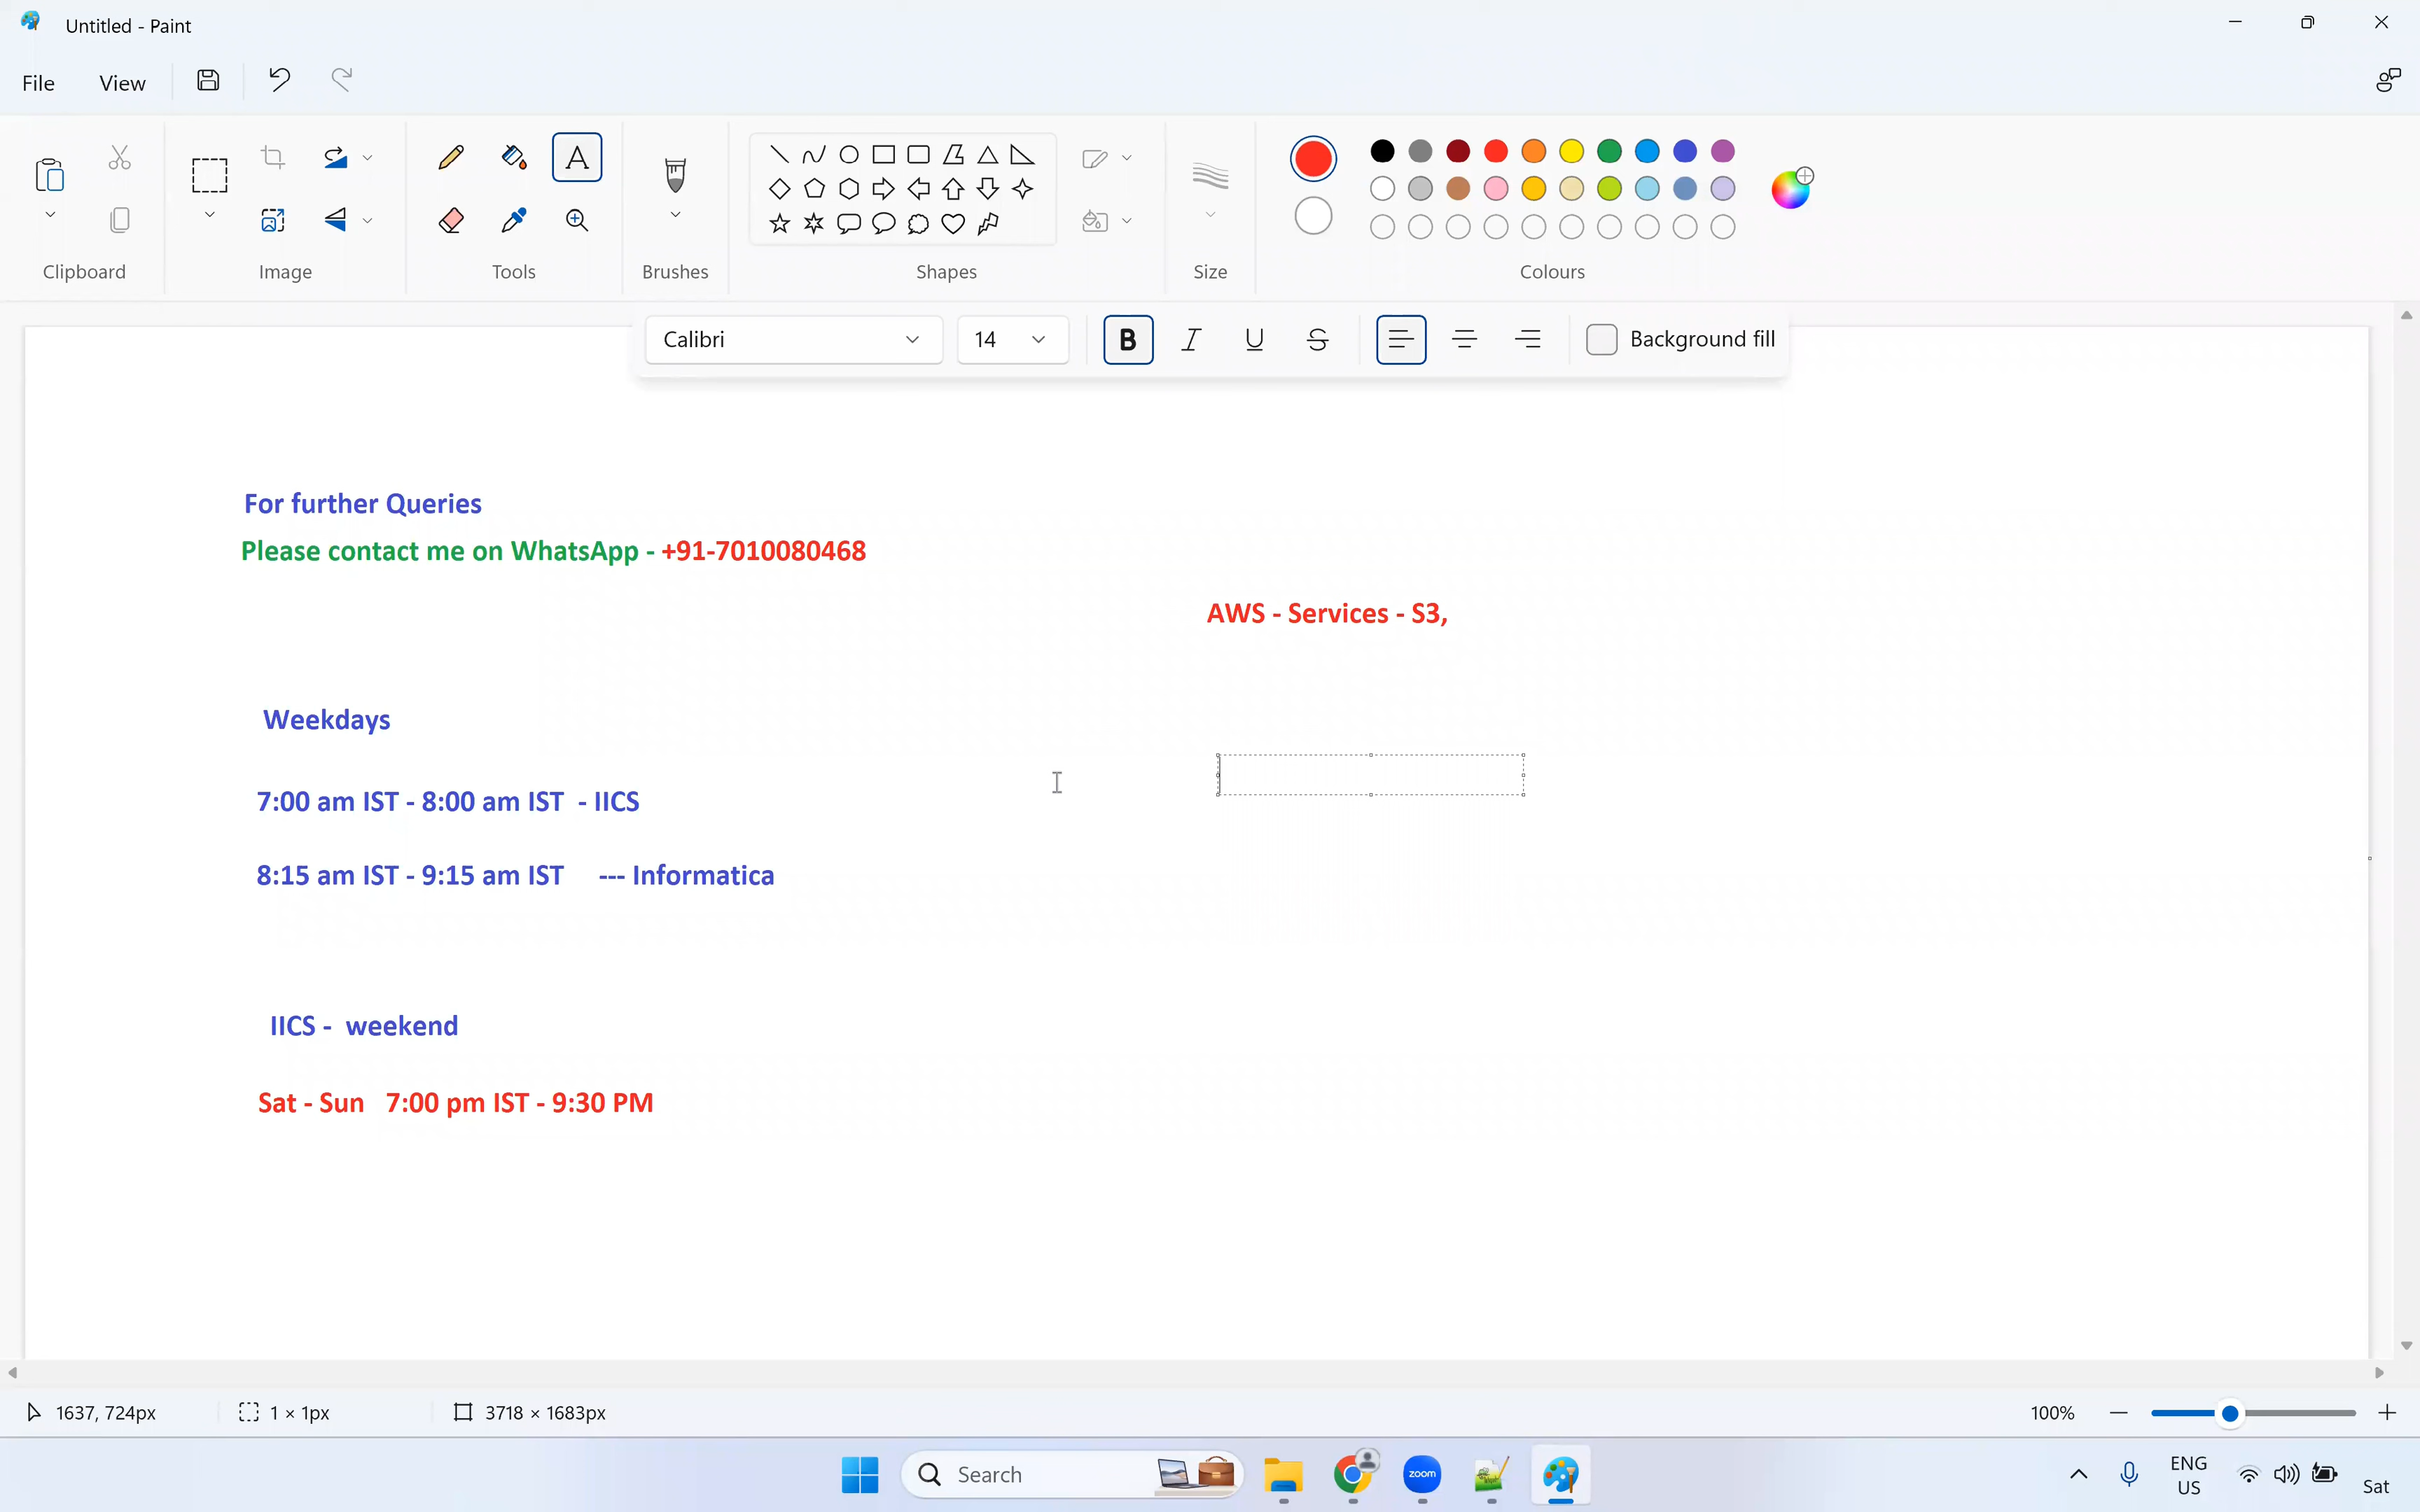 Untitled - Paint
File View
Clipboard
Image
Tools
Brushes
Shapes
Size
Colours
Calibri 14 B I U S Background fill
For further Queries
Please contact me on WhatsApp - +91-7010080468
AWS - Services - S3,
Weekdays
7:00 am IST - 8:00 am IST - IICS
8:15 am IST - 9:15 am IST --- Informatica
IICS - weekend
Sat - Sun 7:00 pm IST - 9:30 PM
1637, 724px 1 × 1px 3718 × 1683px 100%
Search zoom ENG
US Sat